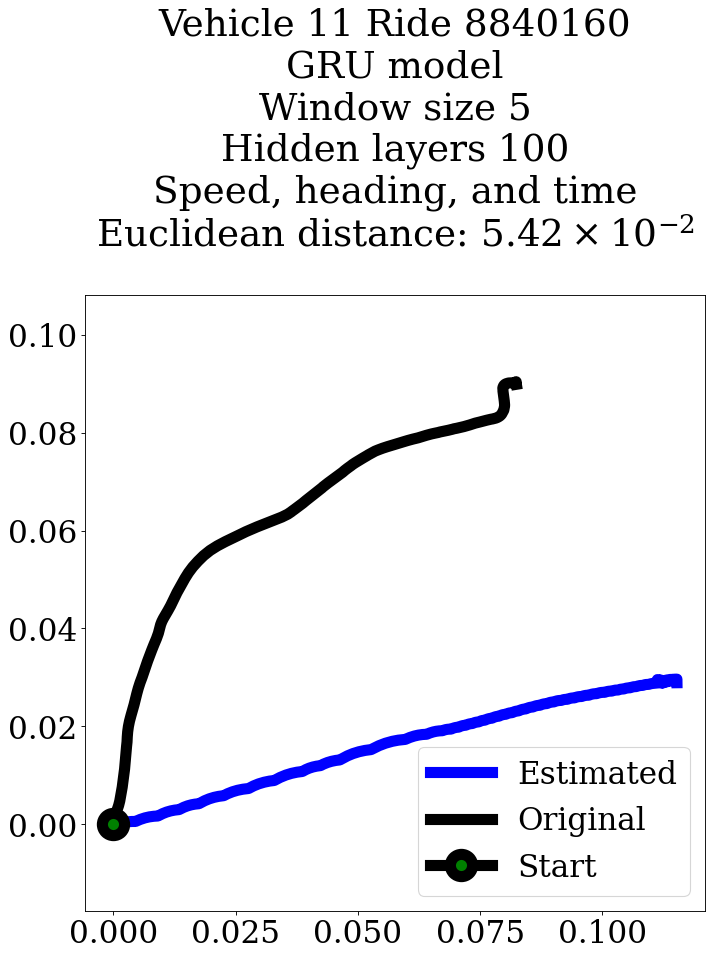 Vehicle 11 Ride 8840160
GRU model
Window size 5
Hidden layers 100
Speed, heading, and time
Euclidean distance: 5.42 × 10⁻²
0.10
0.08
0.06
0.04
0.02
0.00
Estimated
Original
Start
0.000 0.025 0.050 0.075 0.100